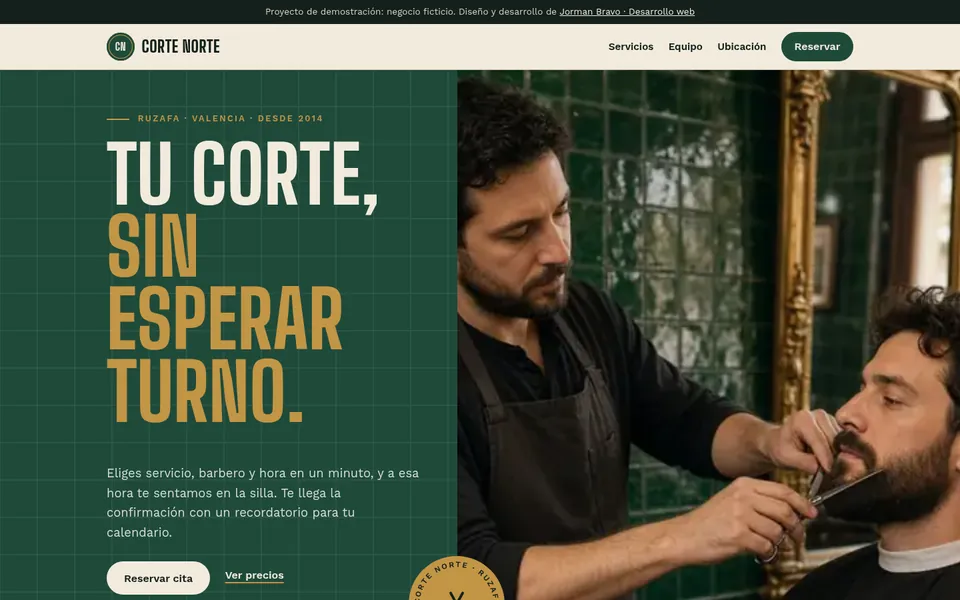 Proyecto de demostración: negocio ficticio. Diseño y desarrollo de Jorman Bravo · Desarrollo web
CN CORTE NORTE
Servicios Equipo Ubicación Reservar
RUZAFA · VALENCIA · DESDE 2014
TU CORTE,
SIN
ESPERAR
TURNO.
Eliges servicio, barbero y hora en un minuto, y a esa
hora te sentamos en la silla. Te llega la
confirmación con un recordatorio para tu
calendario.
Reservar cita Ver precios
CORTE NORTE · RUZAFA